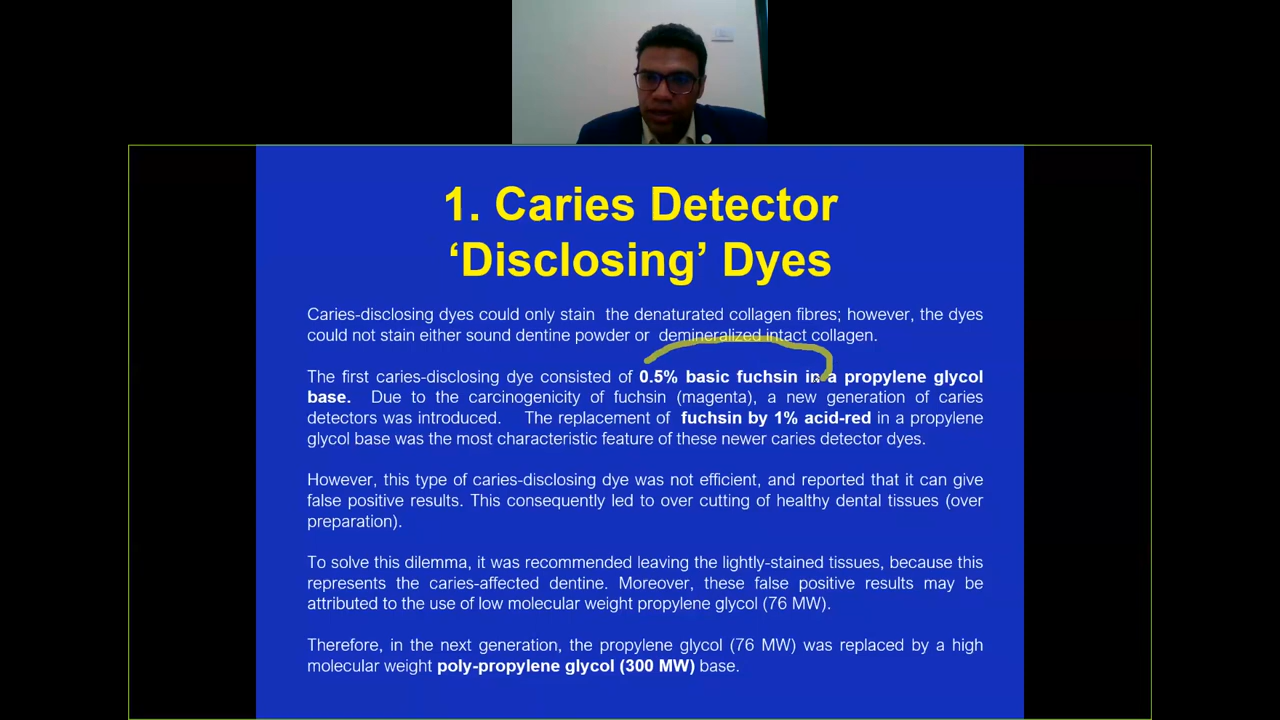 1. Caries Detector
‘Disclosing’ Dyes
Caries-disclosing dyes could only stain the denaturated collagen fibres; however, the dyes
could not stain either sound dentine powder or demineralized intact collagen.
The first caries-disclosing dye consisted of 0.5% basic fuchsin in a propylene glycol
base. Due to the carcinogenicity of fuchsin (magenta), a new generation of caries
detectors was introduced. The replacement of fuchsin by 1% acid-red in a propylene
glycol base was the most characteristic feature of these newer caries detector dyes.
However, this type of caries-disclosing dye was not efficient, and reported that it can give
false positive results. This consequently led to over cutting of healthy dental tissues (over
preparation).
To solve this dilemma, it was recommended leaving the lightly-stained tissues, because this
represents the caries-affected dentine. Moreover, these false positive results may be
attributed to the use of low molecular weight propylene glycol (76 MW).
Therefore, in the next generation, the propylene glycol (76 MW) was replaced by a high
molecular weight poly-propylene glycol (300 MW) base.